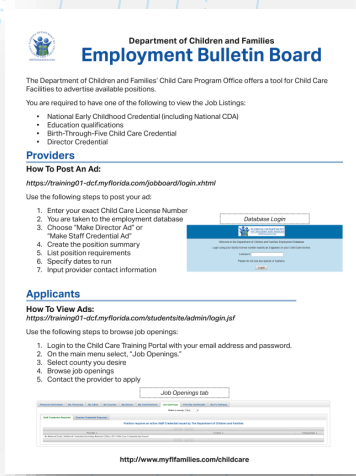 Department of Children and Families
Employment Bulletin Board
The Department of Children and Families' Child Care Program Office offers a tool for Child Care
Facilities to advertise available positions.
You are required to have one of the following to view the Job Listings:
• National Early Childhood Credential (including National CDA)
• Education qualifications
• Birth-Through-Five Child Care Credential
• Director Credential
Providers
How To Post An Ad:
https://training01-dcf.myflorida.com/jobboard/login.xhtml
Use the following steps to post your ad:
1. Enter your exact Child Care License Number
2. You are taken to the employment database
3. Choose "Make Director Ad" or
"Make Staff Credential Ad"
4. Create the position summary
5. List position requirements
6. Specify dates to run
7. Input provider contact information
Database Login
Applicants
How To View Ads:
https://training01-dcf.myflorida.com/studentsite/admin/login.jsf
Use the following steps to browse job openings:
1. Login to the Child Care Training Portal with your email address and password.
2. On the main menu select, "Job Openings."
3. Select county you desire
4. Browse job openings
5. Contact the provider to apply
Job Openings tab
http://www.myflfamilies.com/childcare